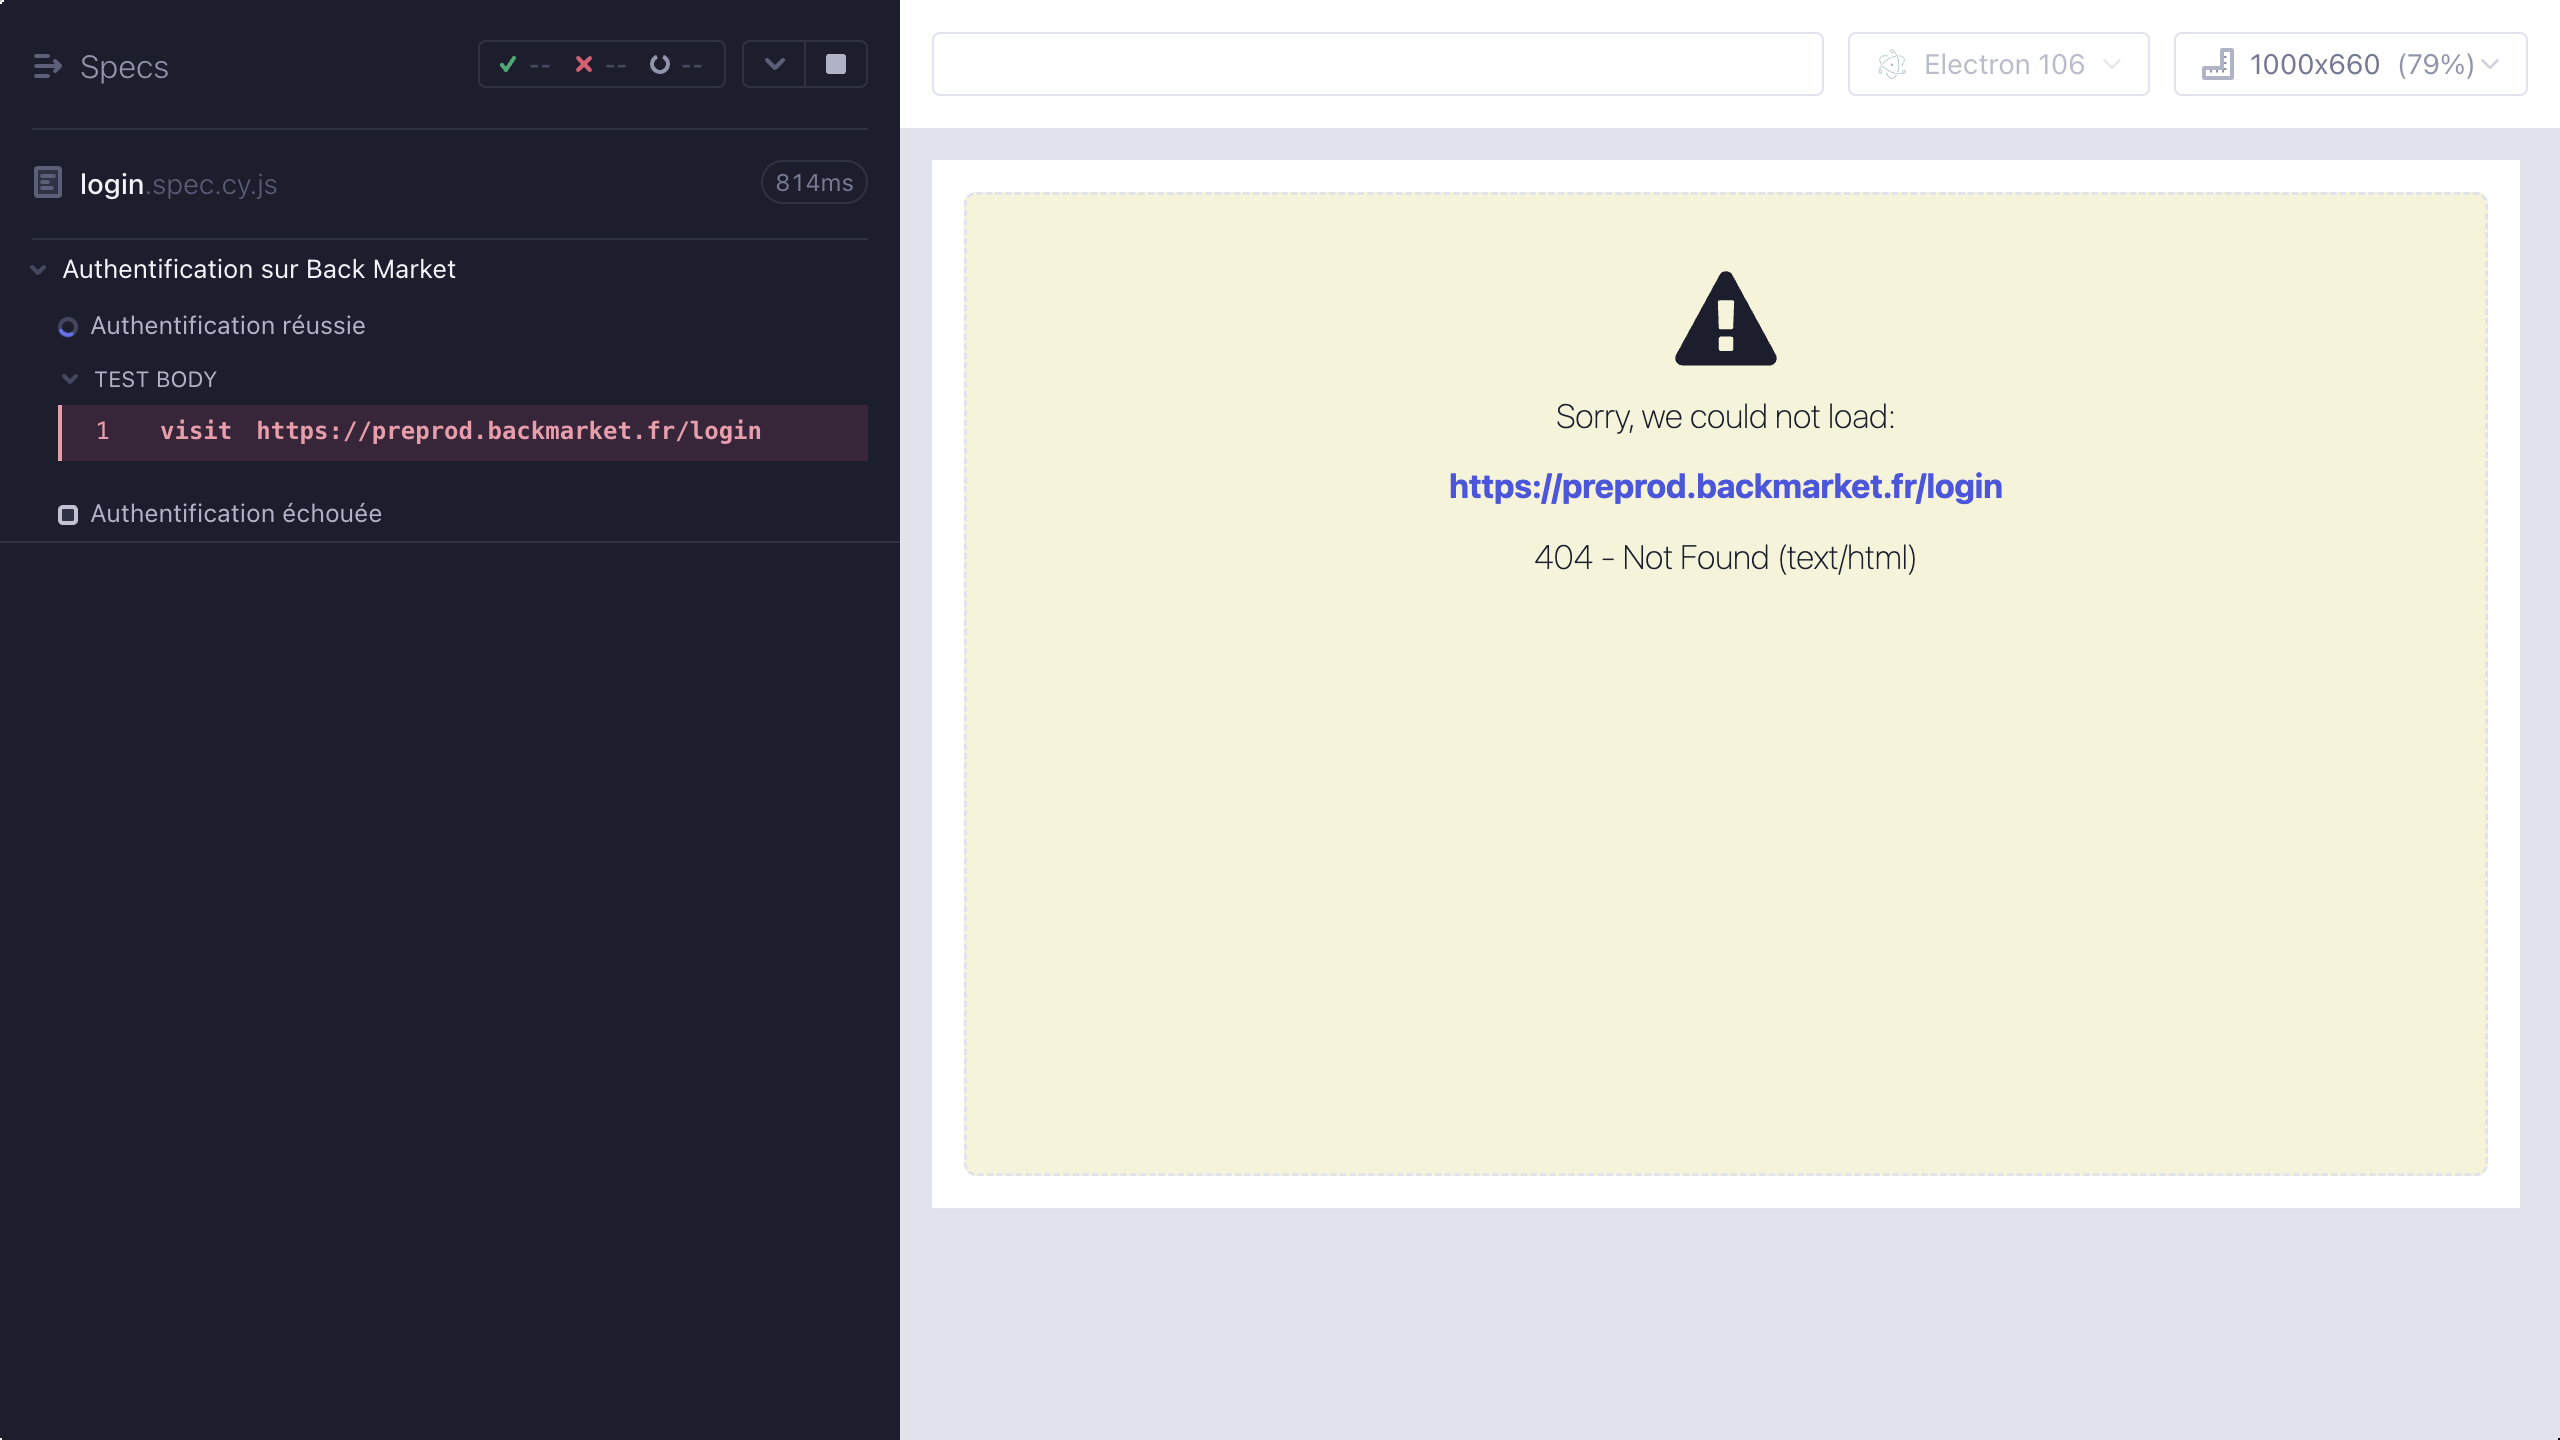 Specs
-- -- --
login.spec.cy.js
814ms
Authentification sur Back Market
Authentification réussie
TEST BODY
1 visit https://preprod.backmarket.fr/login
Authentification échouée
Electron 106
1000x660 (79%)
Sorry, we could not load:
https://preprod.backmarket.fr/login
404 - Not Found (text/html)